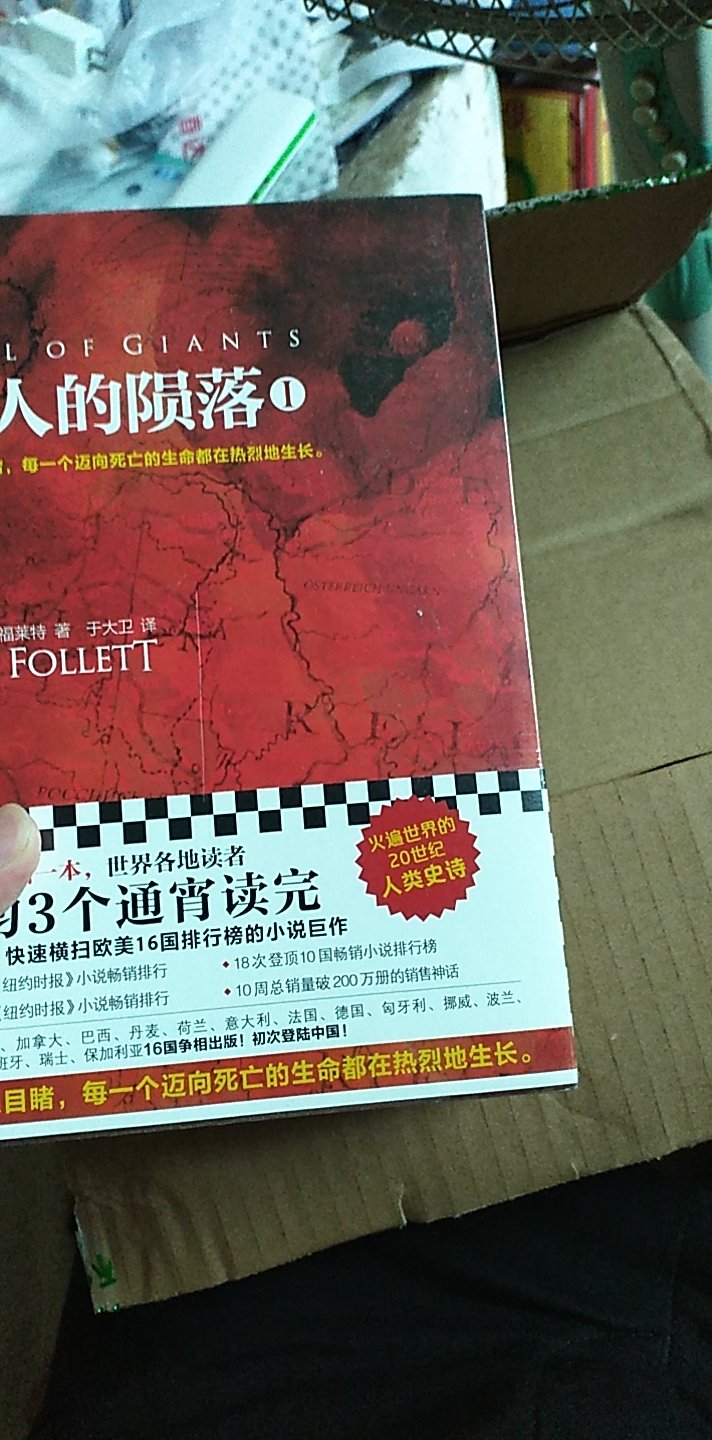 L OF GIANTS
人的陨落1
，每一个迈向死亡的生命都在热烈地生长。
ÖSTERREICH-UNGARN
福莱特 著 于大卫 译
FOLLETT
РОССІЙСК
一本，世界各地读者
3个通宵读完
快速横扫欧美16国排行榜的小说巨作
火遍世界的
20世纪
人类史诗
纽约时报》小说畅销排行
◆18次登顶10国畅销小说排行榜
《纽约时报》小说畅销排行
◆10周总销量破200万册的销售神话
、加拿大、巴西、丹麦、荷兰、意大利、法国、德国、匈牙利、挪威、波兰、
班牙、瑞士、保加利亚16国争相出版！初次登陆中国！
目睹，每一个迈向死亡的生命都在热烈地生长。